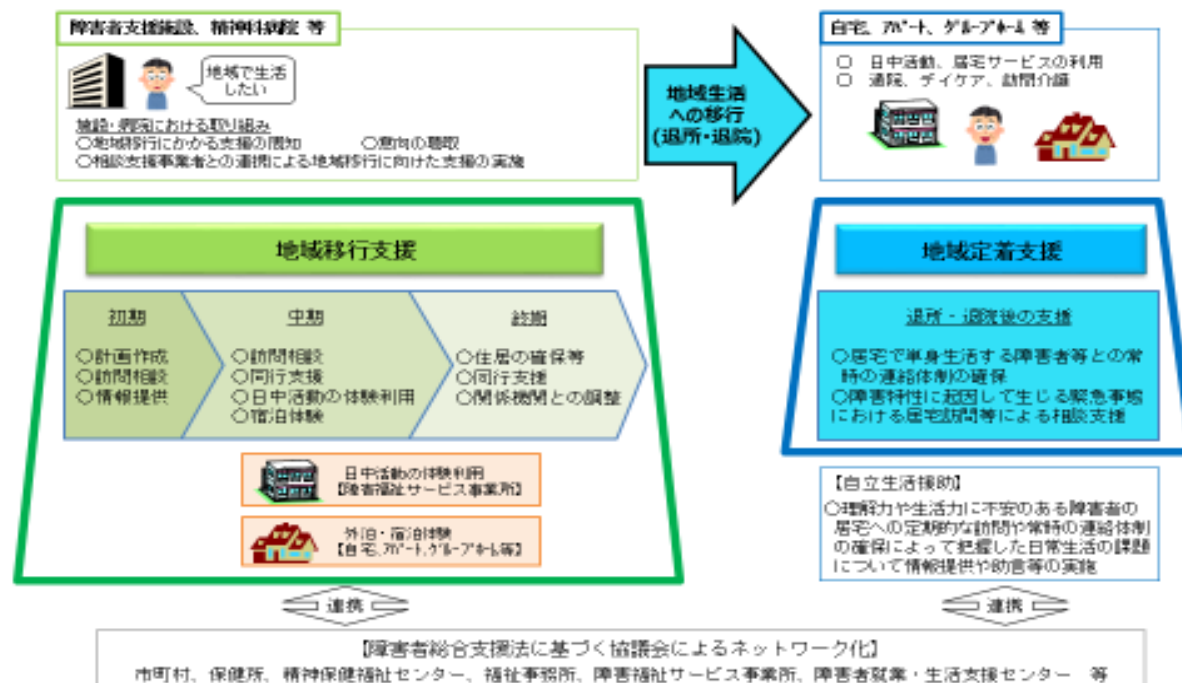 障害者支援施設、精神科病院 等
地域で生活
したい
施設・病院における取り組み
○地域移行にかかる支援の周知 ○意向の聴取
○相談支援事業者との連携による地域移行に向けた支援の実施
地域生活
への移行
(退所・退院)
自宅、アパート、グループホーム 等
○ 日中活動、居宅サービスの利用
○ 通院、デイケア、訪問介護
地域移行支援
初期
○計画作成
○訪問相談
○情報提供
中期
○訪問相談
○同行支援
○日中活動の体験利用
○宿泊体験
終期
○住居の確保等
○同行支援
○関係機関との調整
日中活動の体験利用
【障害福祉サービス事業所】
外泊・宿泊体験
【自宅、アパート、グループホーム等】
地域定着支援
退所・退院後の支援
○居宅で単身生活する障害者等との常
時の連絡体制の確保
○障害特性に起因して生じる緊急事態
における居宅訪問等による相談支援
【自立生活援助】
○理解力や生活力に不安のある障害者の
居宅への定期的な訪問や常時の連絡体制
の確保によって把握した日常生活の課題
について情報提供や助言等の実施
連携
連携
【障害者総合支援法に基づく協議会によるネットワーク化】
市町村、保健所、精神保健福祉センター、福祉事務所、障害福祉サービス事業所、障害者就業・生活支援センター 等